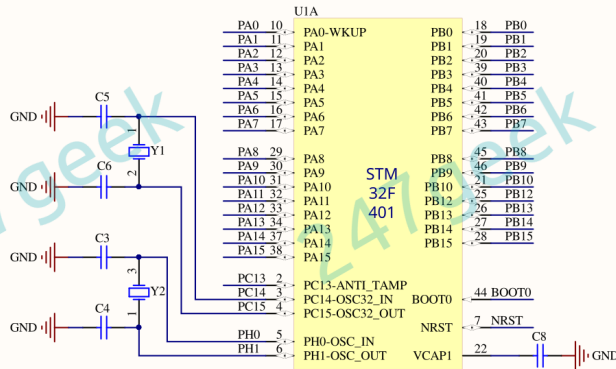 U1A
PA0 10 PA0-WKUP PB0 18 PB0
PA1 11 PA1 PB1 19 PB1
PA2 12 PA2 PB2 20 PB2
PA3 13 PA3 PB3 39 PB3
PA4 14 PA4 PB4 40 PB4
PA5 15 PA5 PB5 41 PB5
PA6 16 PA6 PB6 42 PB6
PA7 17 PA7 PB7 43 PB7
PA8 29 PA8 PB8 45 PB8
PA9 30 PA9 PB9 46 PB9
PA10 31 PA10 PB10 21 PB10
PA11 32 PA11 PB12 25 PB12
PA12 33 PA12 PB13 26 PB13
PA13 34 PA13 PB14 27 PB14
PA14 37 PA14 PB15 28 PB15
PA15 38 PA15
STM
32F
401
PC13 2 PC13-ANTI_TAMP
PC14 3 PC14-OSC32_IN BOOT0 44 BOOT0
PC15 4 PC15-OSC32_OUT
NRST 7 NRST
PH0 5 PH0-OSC_IN
PH1 6 PH1-OSC_OUT VCAP1 22 C8 GND
C5
GND
1
Y1
2
C6
GND
C3
GND
3
Y2
1
C4
GND
247geek